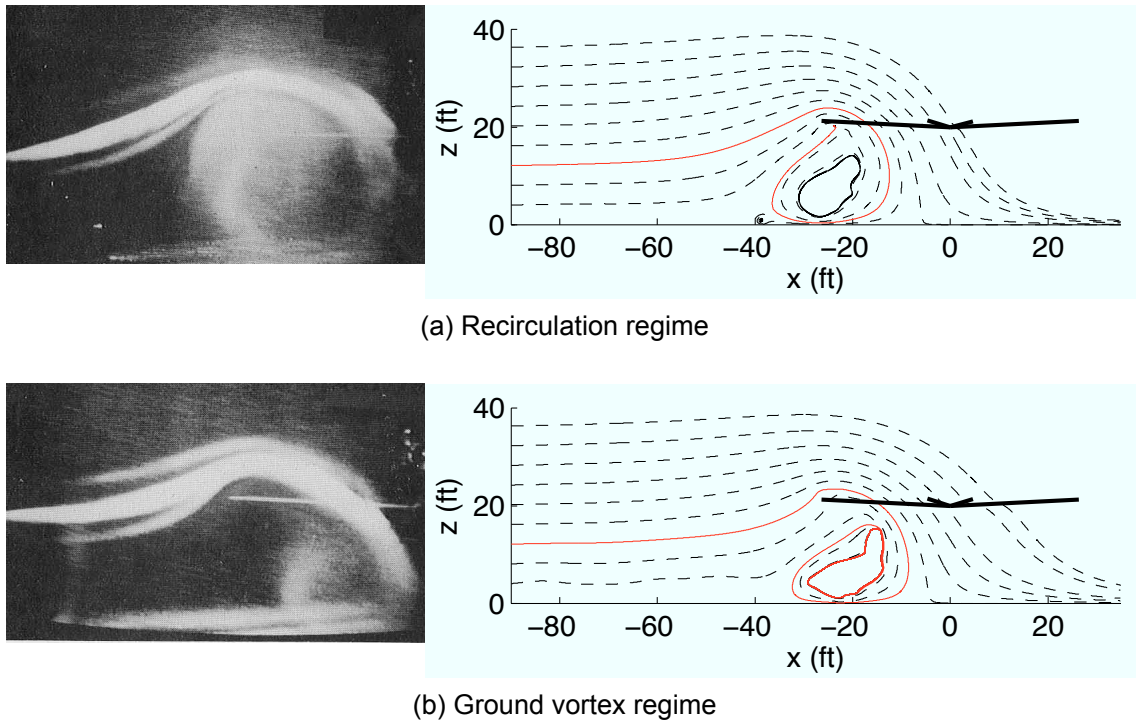 40
20
0
z (ft)
−80 −60 −40 −20 0 20
x (ft)
(a) Recirculation regime
40
20
0
z (ft)
−80 −60 −40 −20 0 20
x (ft)
(b) Ground vortex regime